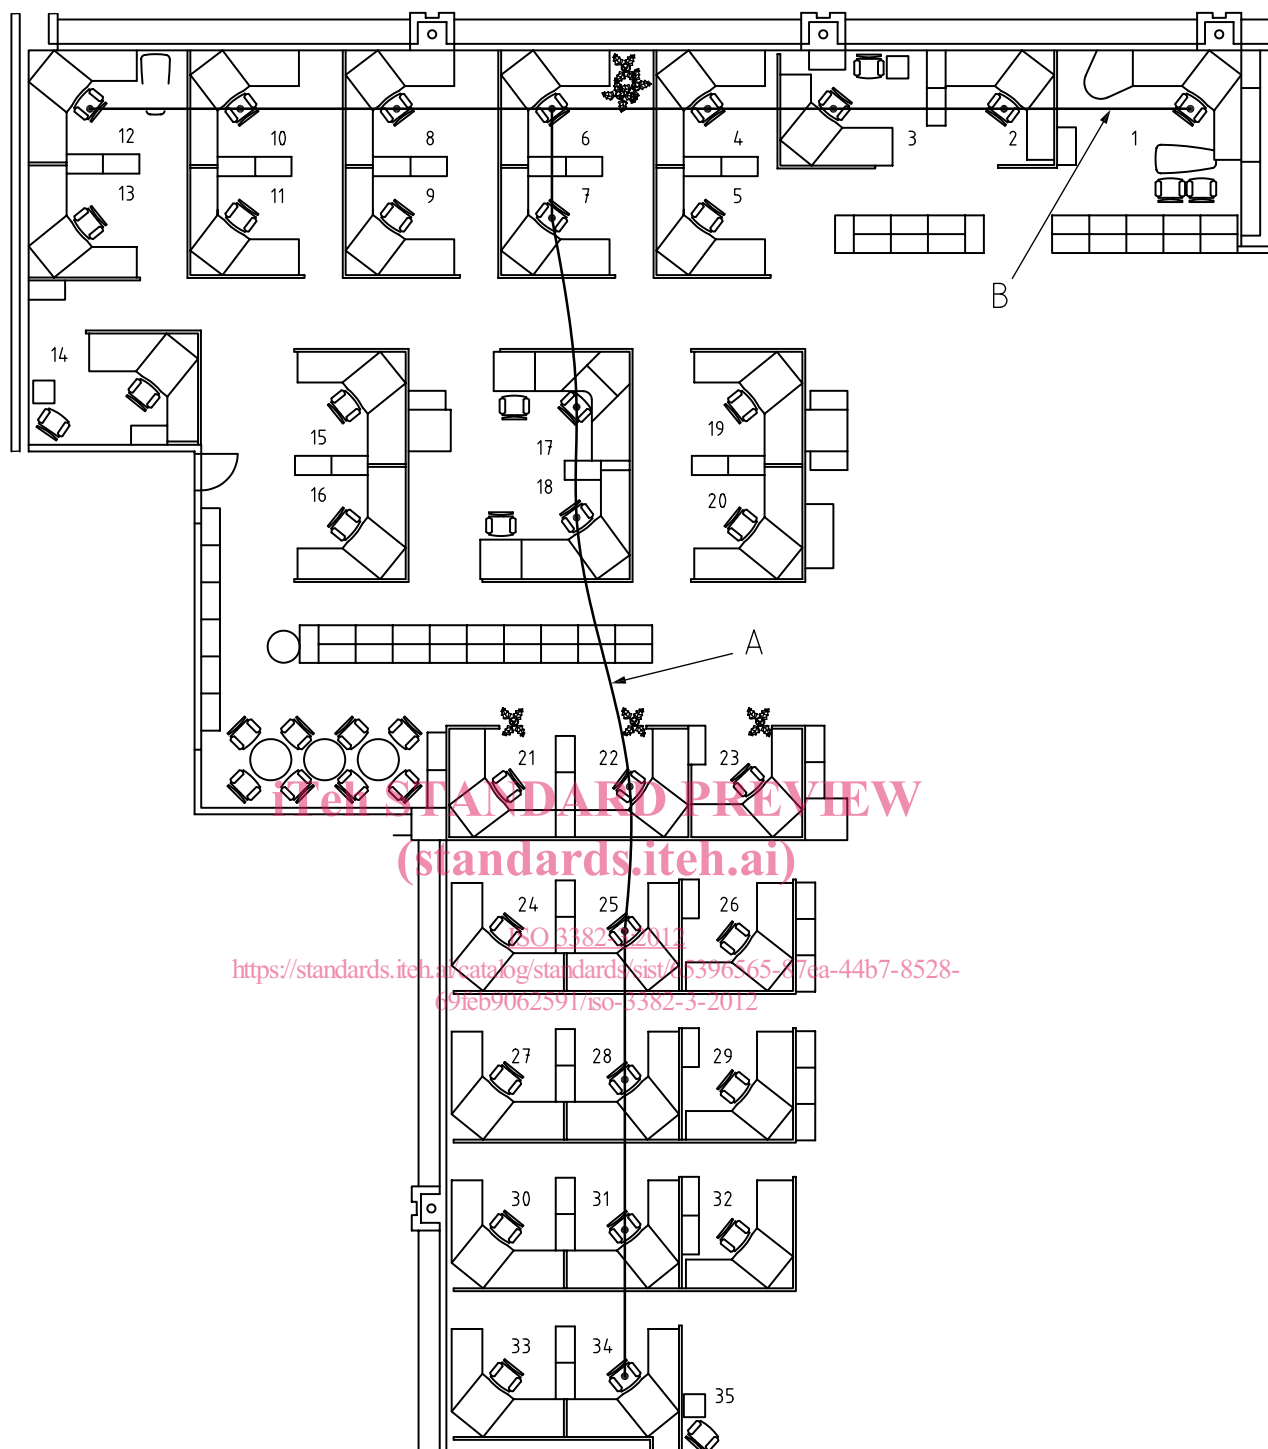 12 10 8 6 4 3 2 1
13 11 9 7 5
B
14
15 17 19
16 18 20
A
21 22 23
iTeh STANDARD PREVIEW
(standards.iteh.ai)
24 25 26
ISO 3382-3:2012
https://standards.iteh.ai/catalog/standards/sist/65396565-87ea-44b7-8528-
69feb9062591/iso-3382-3-2012
27 28 29
30 31 32
33 34
35